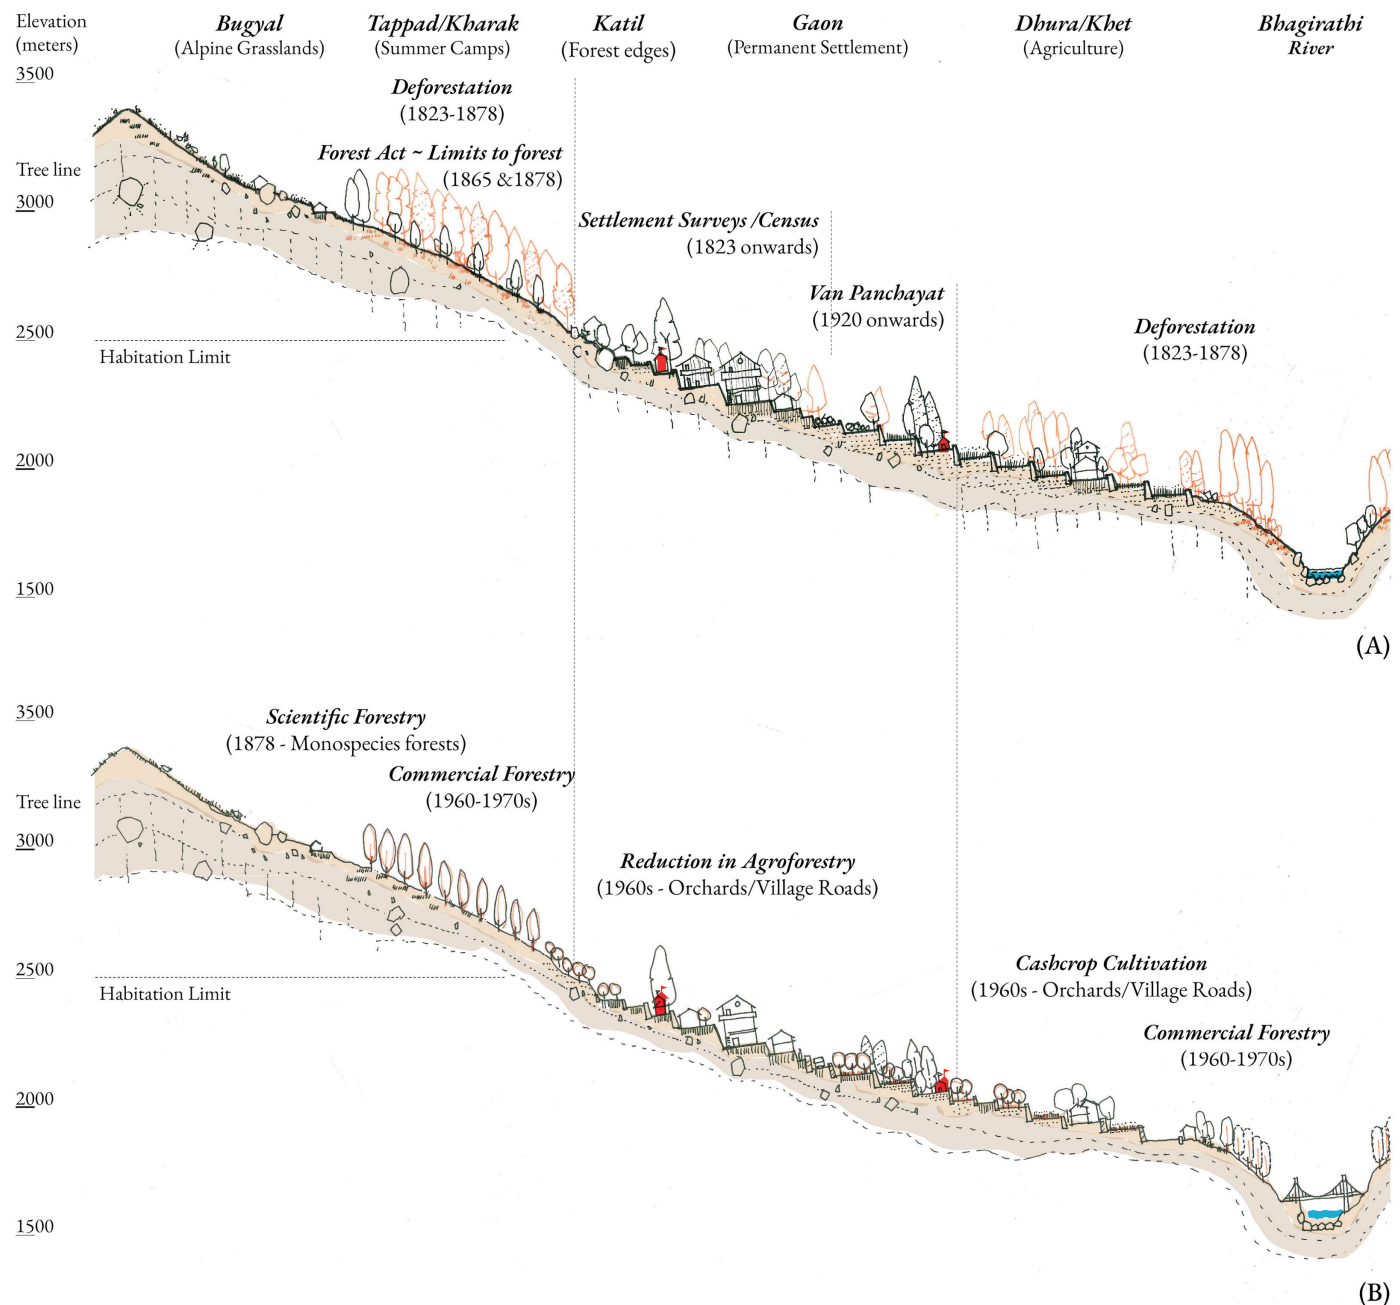 Elevation
(meters)
Bugyal
(Alpine Grasslands)
Tappad/Kharak
(Summer Camps)
Katil
(Forest edges)
Gaon
(Permanent Settlement)
Dhura/Khet
(Agriculture)
Bhagirathi
River
3500
Deforestation
(1823-1878)
Forest Act ~ Limits to forest
(1865 &1878)
Tree line
3000
Settlement Surveys /Census
(1823 onwards)
Van Panchayat
(1920 onwards)
Deforestation
(1823-1878)
2500
Habitation Limit
2000
1500
(A)
3500
Scientific Forestry
(1878 - Monospecies forests)
Commercial Forestry
(1960-1970s)
Tree line
3000
Reduction in Agroforestry
(1960s - Orchards/Village Roads)
2500
Habitation Limit
Cashcrop Cultivation
(1960s - Orchards/Village Roads)
Commercial Forestry
(1960-1970s)
2000
1500
(B)